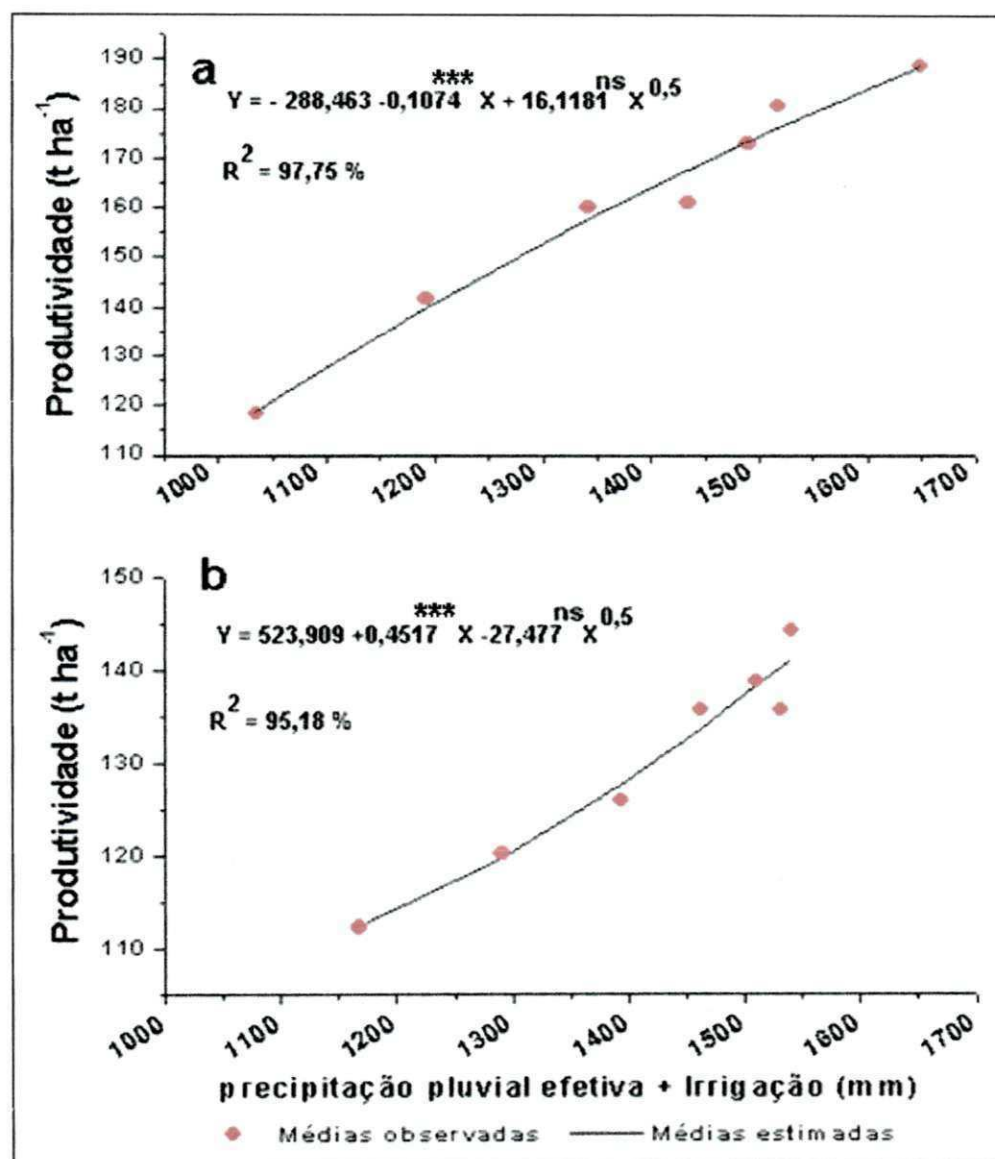 a
Y = - 288,463 -0,1074*** X + 16,1181ns X0,5
R2 = 97,75 %
Produtividade (t ha-1)
190
180
170
160
150
140
130
120
110
1000 1100 1200 1300 1400 1500 1600 1700
b
Y = 523,909 +0,4517*** X -27,477ns X0,5
R2 = 95,18 %
Produtividade (t ha-1)
150
140
130
120
110
1000 1100 1200 1300 1400 1500 1600 1700
precipitação pluvial efetiva + Irrigação (mm)
Médias observadas Médias estimadas